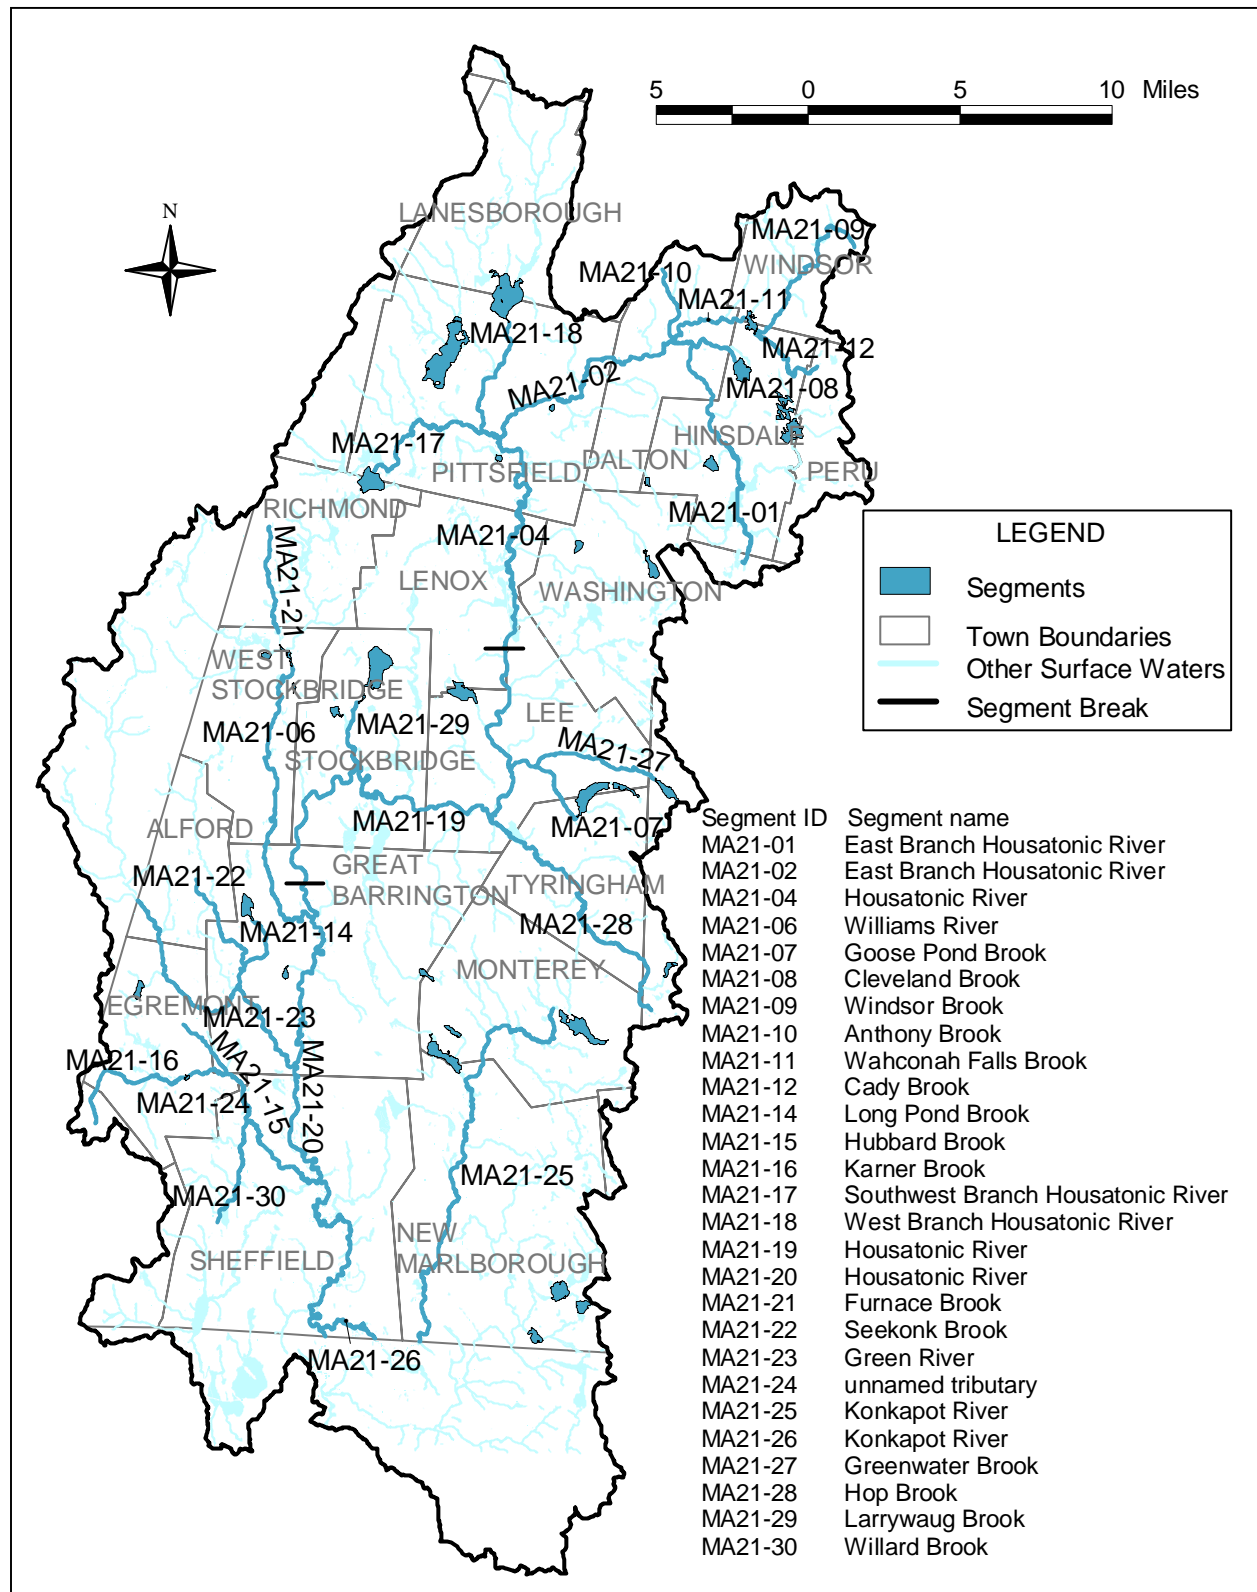 5 0 5 10 Miles
N
LANESBOROUGH
MA21-09
WINDSOR
MA21-10
MA21-11
MA21-18
MA21-12
MA21-02
MA21-08
MA21-17
HINSDALE
PITTSFIELD
DALTON
PERU
RICHMOND
MA21-01
MA21-04
MA21-21
LENOX
WASHINGTON
LEGEND
Segments
Town Boundaries
Other Surface Waters
Segment Break
WEST
STOCKBRIDGE
MA21-06
MA21-29
LEE
MA21-27
STOCKBRIDGE
ALFORD
MA21-19
MA21-07
MA21-22
GREAT
BARRINGTON
TYRINGHAM
MA21-14
MA21-28
MONTEREY
EGREMONT
MA21-23
MA21-16
MA21-15
MA21-20
MA21-24
MA21-30
MA21-25
SHEFFIELD
NEW
MARLBOROUGH
MA21-26
Segment ID Segment name
MA21-01 East Branch Housatonic River
MA21-02 East Branch Housatonic River
MA21-04 Housatonic River
MA21-06 Williams River
MA21-07 Goose Pond Brook
MA21-08 Cleveland Brook
MA21-09 Windsor Brook
MA21-10 Anthony Brook
MA21-11 Wahconah Falls Brook
MA21-12 Cady Brook
MA21-14 Long Pond Brook
MA21-15 Hubbard Brook
MA21-16 Karner Brook
MA21-17 Southwest Branch Housatonic River
MA21-18 West Branch Housatonic River
MA21-19 Housatonic River
MA21-20 Housatonic River
MA21-21 Furnace Brook
MA21-22 Seekonk Brook
MA21-23 Green River
MA21-24 unnamed tributary
MA21-25 Konkapot River
MA21-26 Konkapot River
MA21-27 Greenwater Brook
MA21-28 Hop Brook
MA21-29 Larrywaug Brook
MA21-30 Willard Brook